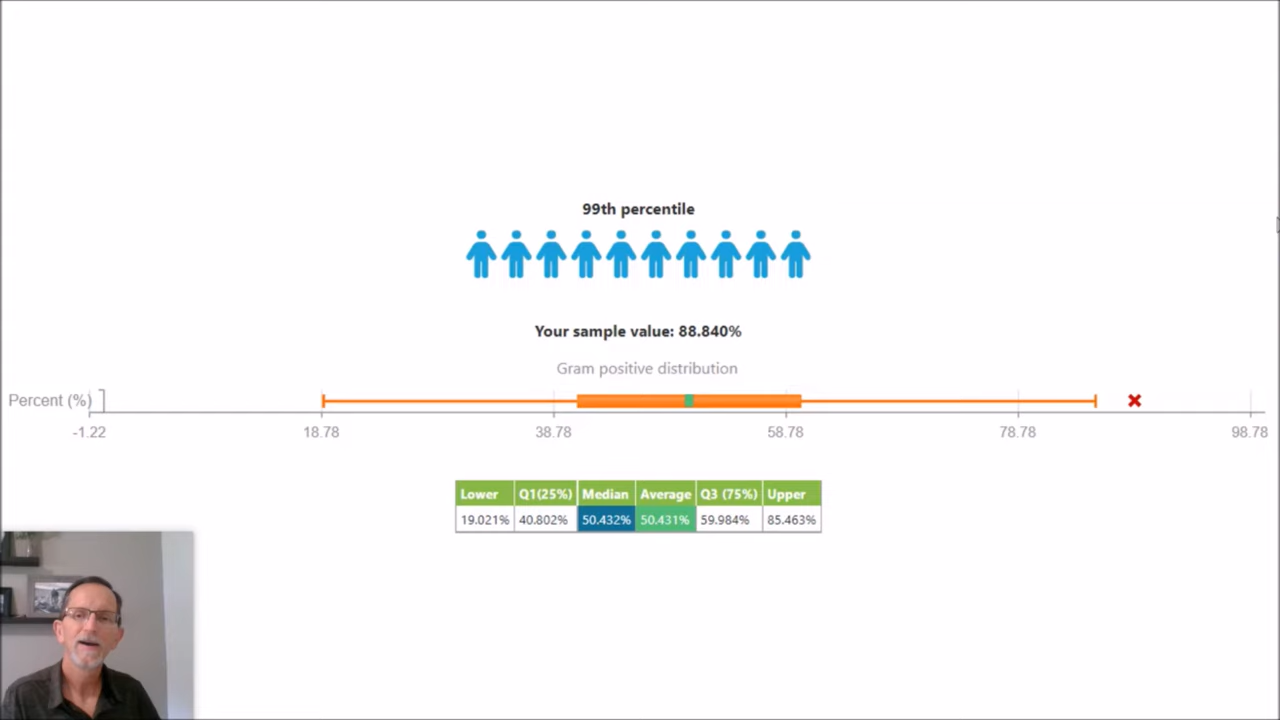 99th percentile
Your sample value: 88.840%
Gram positive distribution
Percent (%)
-1.22 18.78 38.78 58.78 78.78 98.78
Lower Q1(25%) Median Average Q3 (75%) Upper
19.021% 40.802% 50.432% 50.431% 59.984% 85.463%